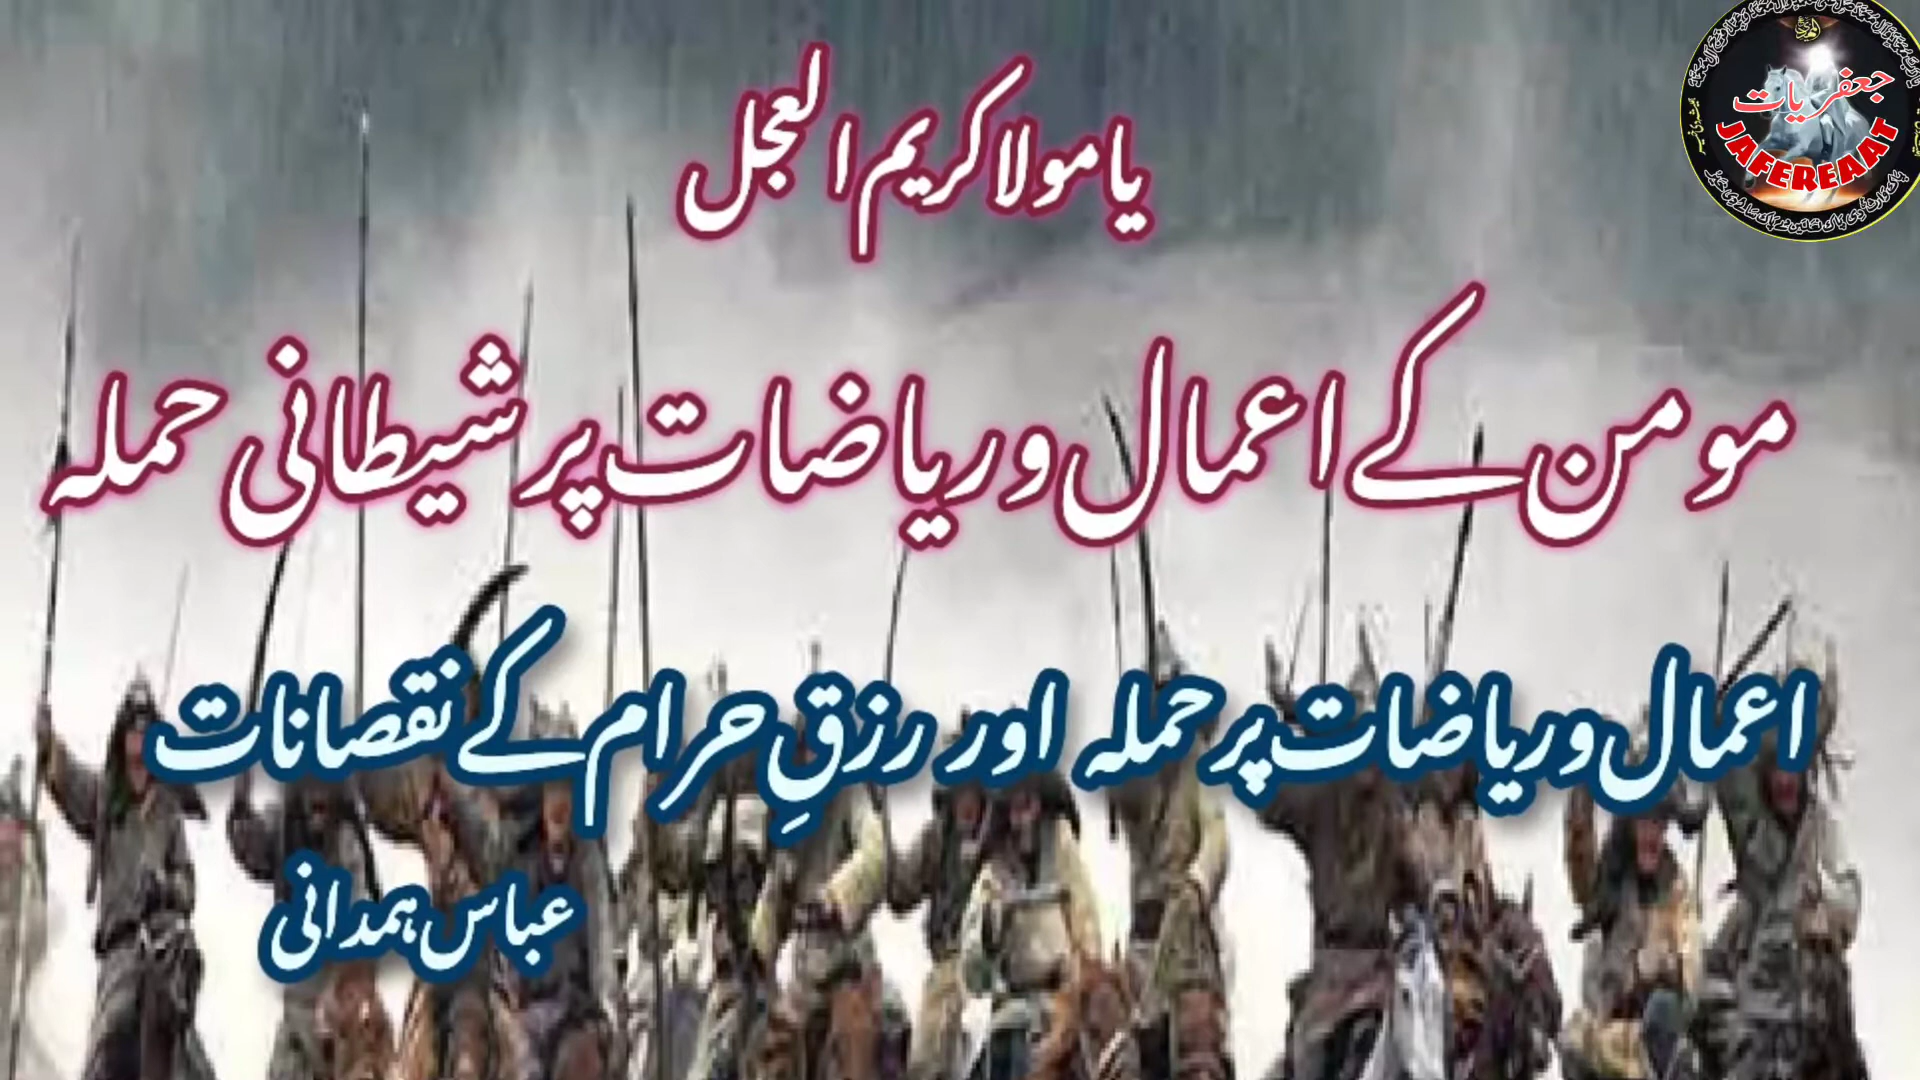 یا مولا کریم العجل
مومن کے اعمال و ریاضات پر شیطانی حملہ
اعمال و ریاضات پر حملہ اور رزقِ حرام کے نقصانات
عباس ہمدانی
جعفریات
JAFEREAAT